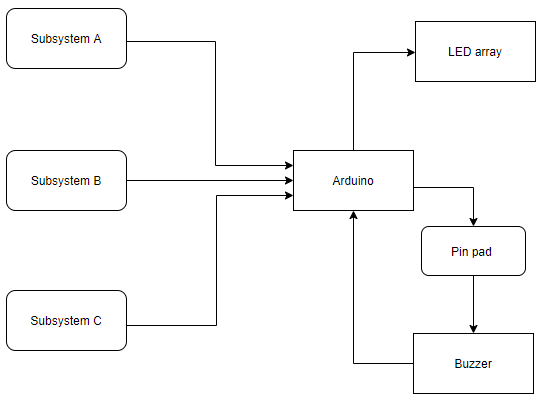 Subsystem A
LED array
Subsystem B
Arduino
Pin pad
Subsystem C
Buzzer